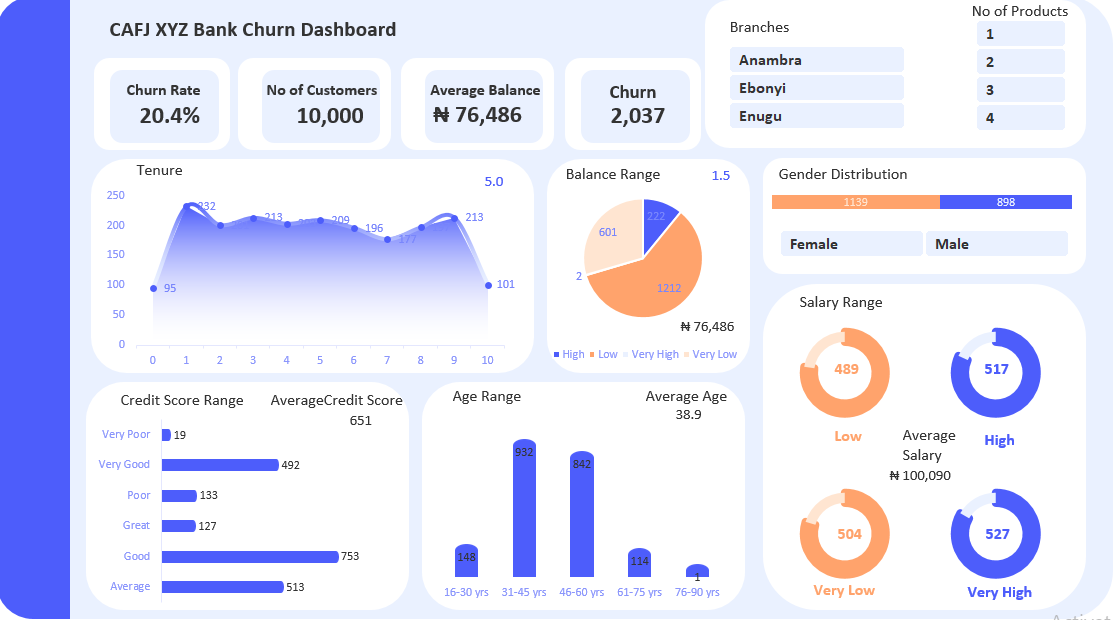 CAFJ XYZ Bank Churn Dashboard
Churn Rate
20.4%
No of Customers
10,000
Average Balance
₦ 76,486
Churn
2,037
Branches
Anambra
Ebonyi
Enugu
No of Products
1
2
3
4
Tenure
5.0
250
200
150
100
50
0
95
232
213
209
196
177
213
101
0 1 2 3 4 5 6 7 8 9 10
Balance Range
1.5
222
601
2
1212
₦ 76,486
High Low Very High Very Low
Gender Distribution
1139 898
Female Male
Salary Range
489
Low
517
High
Average
Salary
₦ 100,090
504
Very Low
527
Very High
Credit Score Range
AverageCredit Score
651
Very Poor 19
Very Good 492
Poor 133
Great 127
Good 753
Average 513
Age Range
Average Age
38.9
148 932 842 114 1
16-30 yrs 31-45 yrs 46-60 yrs 61-75 yrs 76-90 yrs